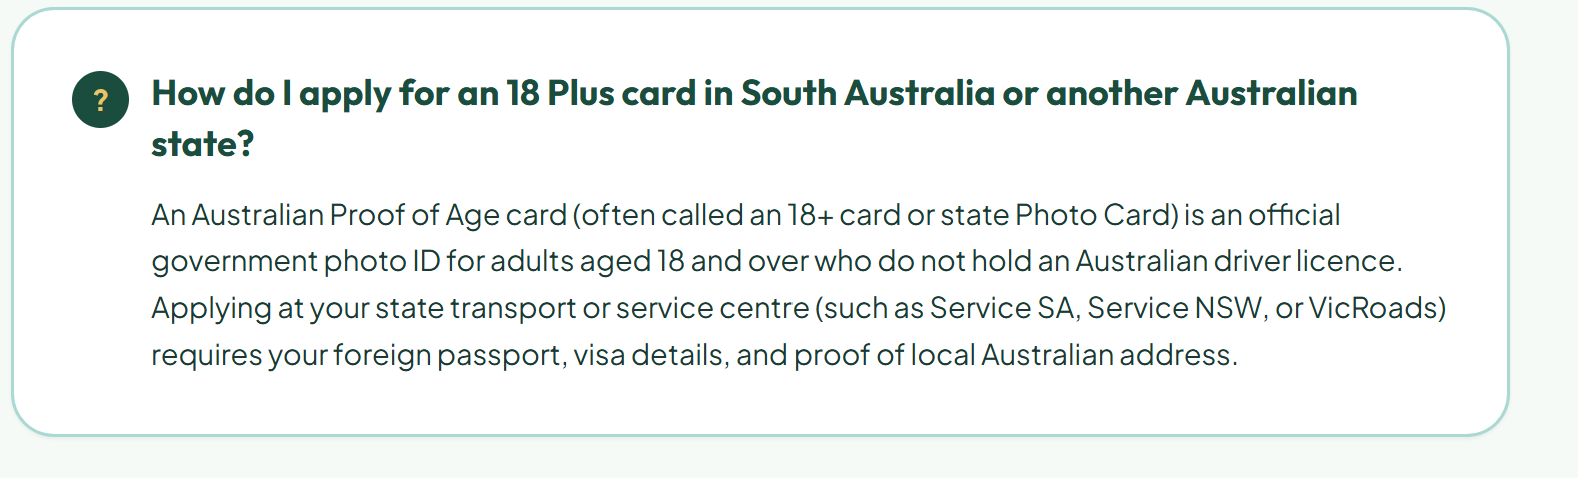 ?
How do I apply for an 18 Plus card in South Australia or another Australian
state?
An Australian Proof of Age card (often called an 18+ card or state Photo Card) is an official
government photo ID for adults aged 18 and over who do not hold an Australian driver licence.
Applying at your state transport or service centre (such as Service SA, Service NSW, or VicRoads)
requires your foreign passport, visa details, and proof of local Australian address.